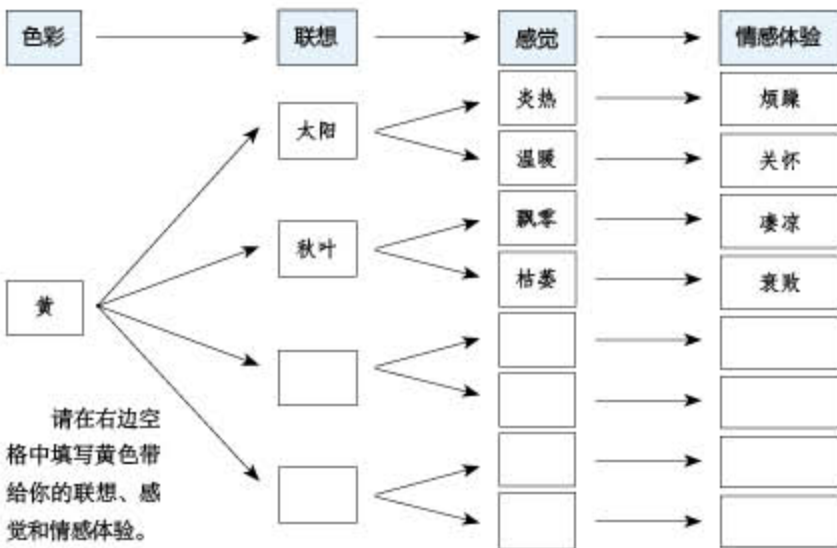 色彩 联想 感觉 情感体验
炎热 烦躁
太阳
温暖 关怀
飘零 凄凉
秋叶
枯萎 衰败
黄
请在右边空
格中填写黄色带
给你的联想、感
觉和情感体验。